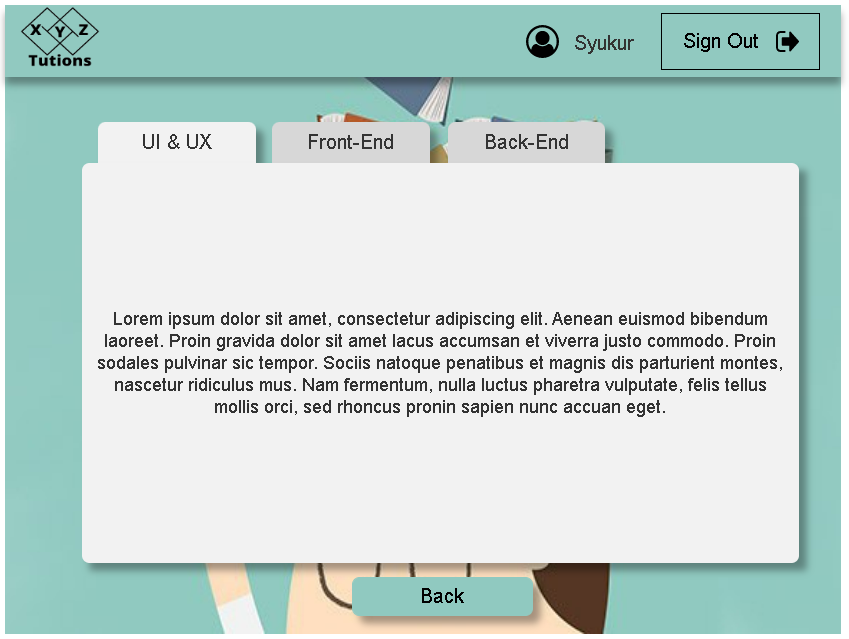 X Y Z
Tutions
Syukur
Sign Out
UI & UX
Front-End
Back-End
Lorem ipsum dolor sit amet, consectetur adipiscing elit. Aenean euismod bibendum
laoreet. Proin gravida dolor sit amet lacus accumsan et viverra justo commodo. Proin
sodales pulvinar sic tempor. Sociis natoque penatibus et magnis dis parturient montes,
nascetur ridiculus mus. Nam fermentum, nulla luctus pharetra vulputate, felis tellus
mollis orci, sed rhoncus pronin sapien nunc accuan eget.
Back